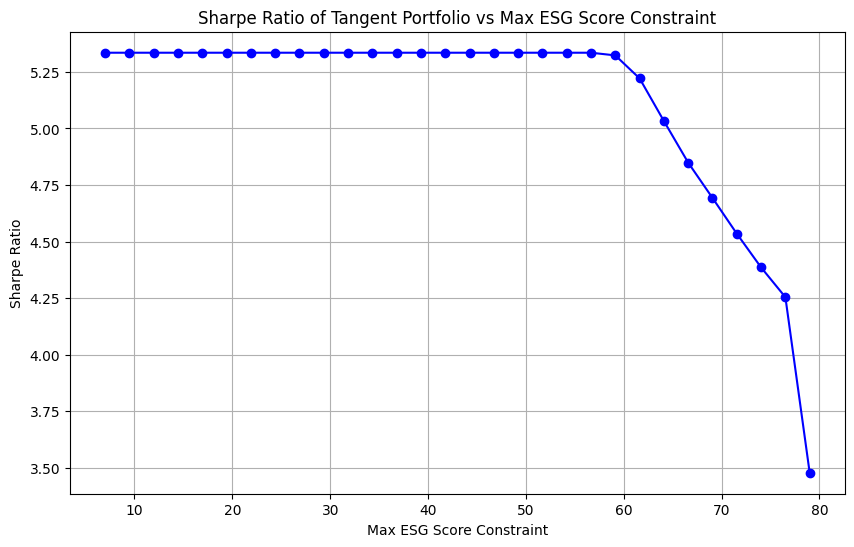 Sharpe Ratio of Tangent Portfolio vs Max ESG Score Constraint
Sharpe Ratio
5.25
5.00
4.75
4.50
4.25
4.00
3.75
3.50
10 20 30 40 50 60 70 80
Max ESG Score Constraint